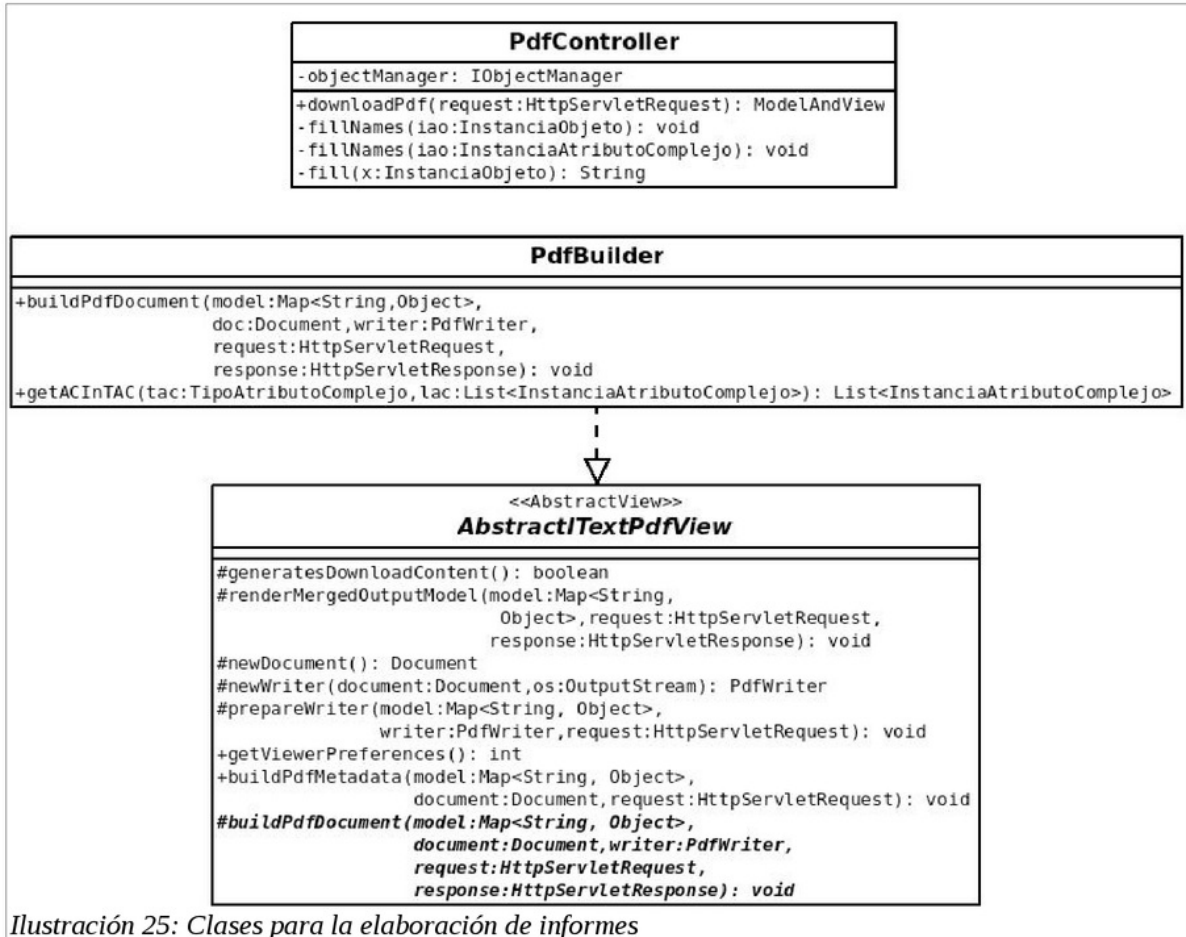 PdfController
-objectManager: IObjectManager
+downloadPdf(request:HttpServletRequest): ModelAndView
-fillNames(iao:InstanciaObjeto): void
-fillNames(iao:InstanciaAtributoComplejo): void
-fill(x:InstanciaObjeto): String
PdfBuilder
+buildPdfDocument(model:Map<String,Object>,
doc:Document,writer:PdfWriter,
request:HttpServletRequest,
response:HttpServletResponse): void
+getACInTAC(tac:TipoAtributoComplejo,lac:List<InstanciaAtributoComplejo>): List<InstanciaAtributoComplejo>
<<AbstractView>>
AbstractITextPdfView
#generatesDownloadContent(): boolean
#renderMergedOutputModel(model:Map<String,
Object>,request:HttpServletRequest,
response:HttpServletResponse): void
#newDocument(): Document
#newWriter(document:Document,os:OutputStream): PdfWriter
#prepareWriter(model:Map<String, Object>,
writer:PdfWriter,request:HttpServletRequest): void
+getViewerPreferences(): int
+buildPdfMetadata(model:Map<String, Object>,
document:Document,request:HttpServletRequest): void
#buildPdfDocument(model:Map<String, Object>,
document:Document,writer:PdfWriter,
request:HttpServletRequest,
response:HttpServletResponse): void
Ilustración 25: Clases para la elaboración de informes